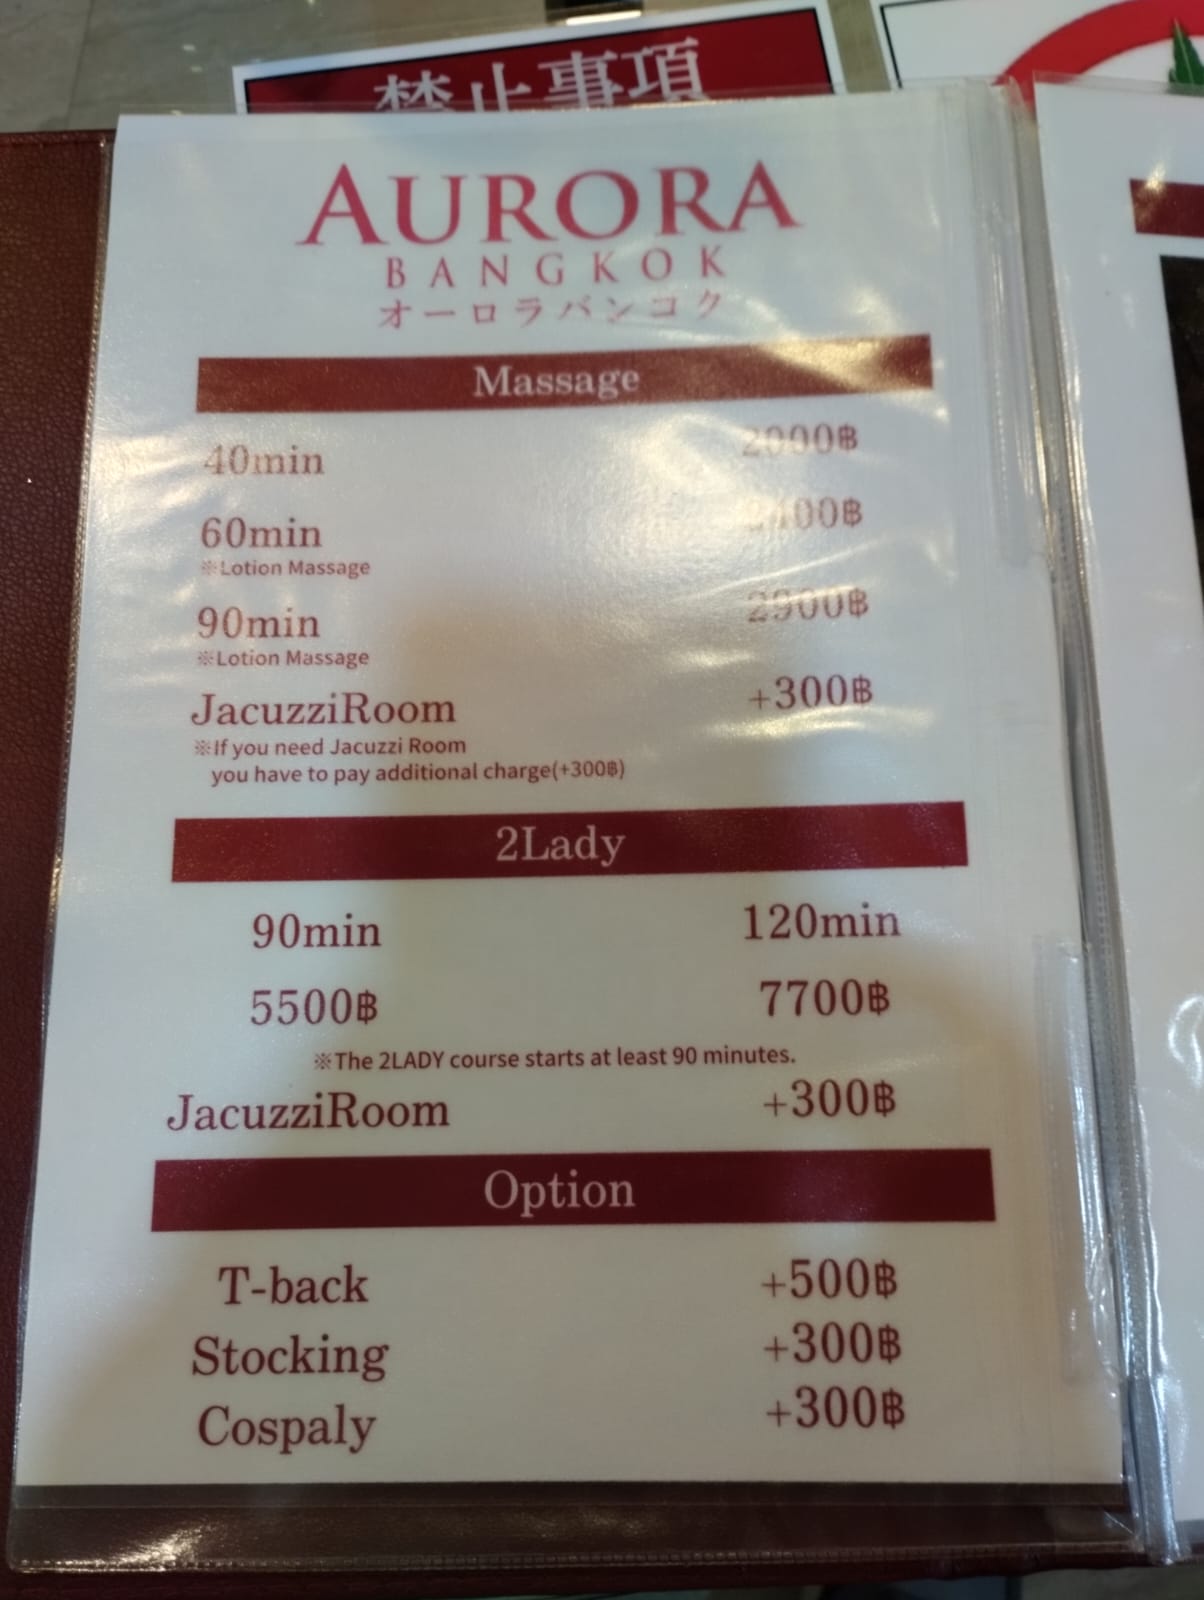 禁止事項
AURORA
BANGKOK
オーロラバンコク
Massage
40min 2000฿
60min 2400฿
※Lotion Massage
90min 2900฿
※Lotion Massage
JacuzziRoom +300฿
※If you need Jacuzzi Room
you have to pay additional charge(+300฿)
2Lady
90min 120min
5500฿ 7700฿
※The 2LADY course starts at least 90 minutes.
JacuzziRoom +300฿
Option
T-back +500฿
Stocking +300฿
Cospaly +300฿